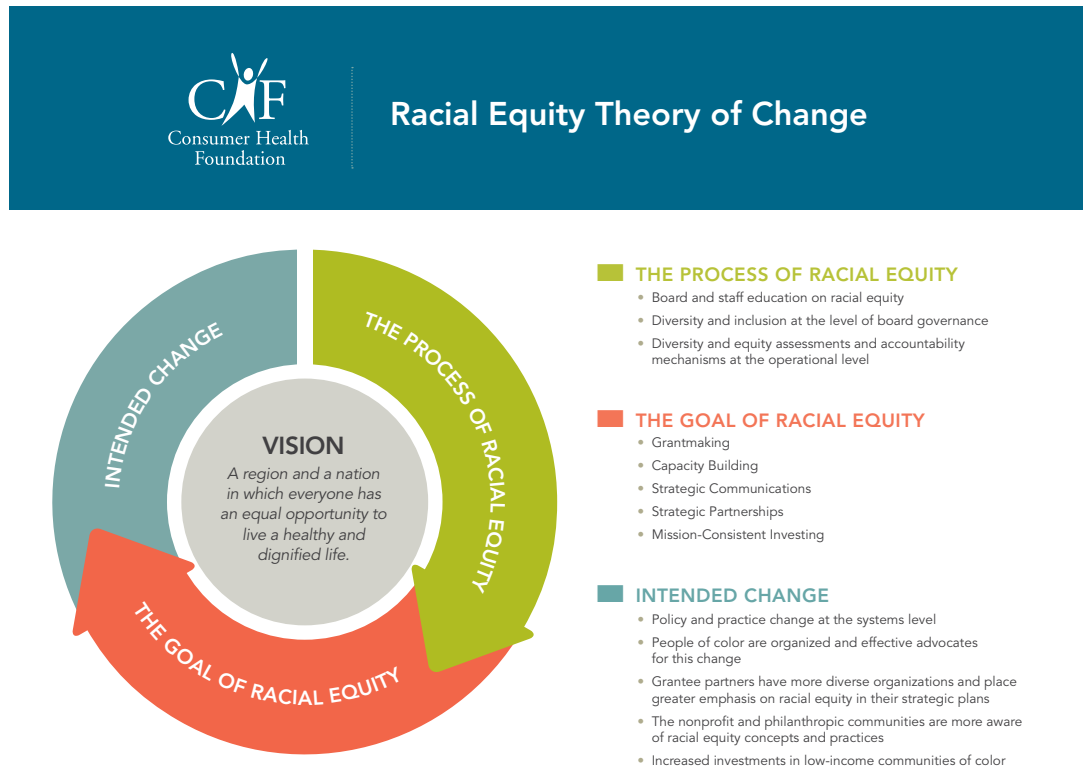 CHF
Consumer Health
Foundation
Racial Equity Theory of Change
INTENDED CHANGE
THE PROCESS OF RACIAL EQUITY
THE GOAL OF RACIAL EQUITY
VISION
A region and a nation
in which everyone has
an equal opportunity to
live a healthy and
dignified life.
THE PROCESS OF RACIAL EQUITY
• Board and staff education on racial equity
• Diversity and inclusion at the level of board governance
• Diversity and equity assessments and accountability
mechanisms at the operational level
THE GOAL OF RACIAL EQUITY
• Grantmaking
• Capacity Building
• Strategic Communications
• Strategic Partnerships
• Mission-Consistent Investing
INTENDED CHANGE
• Policy and practice change at the systems level
• People of color are organized and effective advocates
for this change
• Grantee partners have more diverse organizations and place
greater emphasis on racial equity in their strategic plans
• The nonprofit and philanthropic communities are more aware
of racial equity concepts and practices
• Increased investments in low-income communities of color